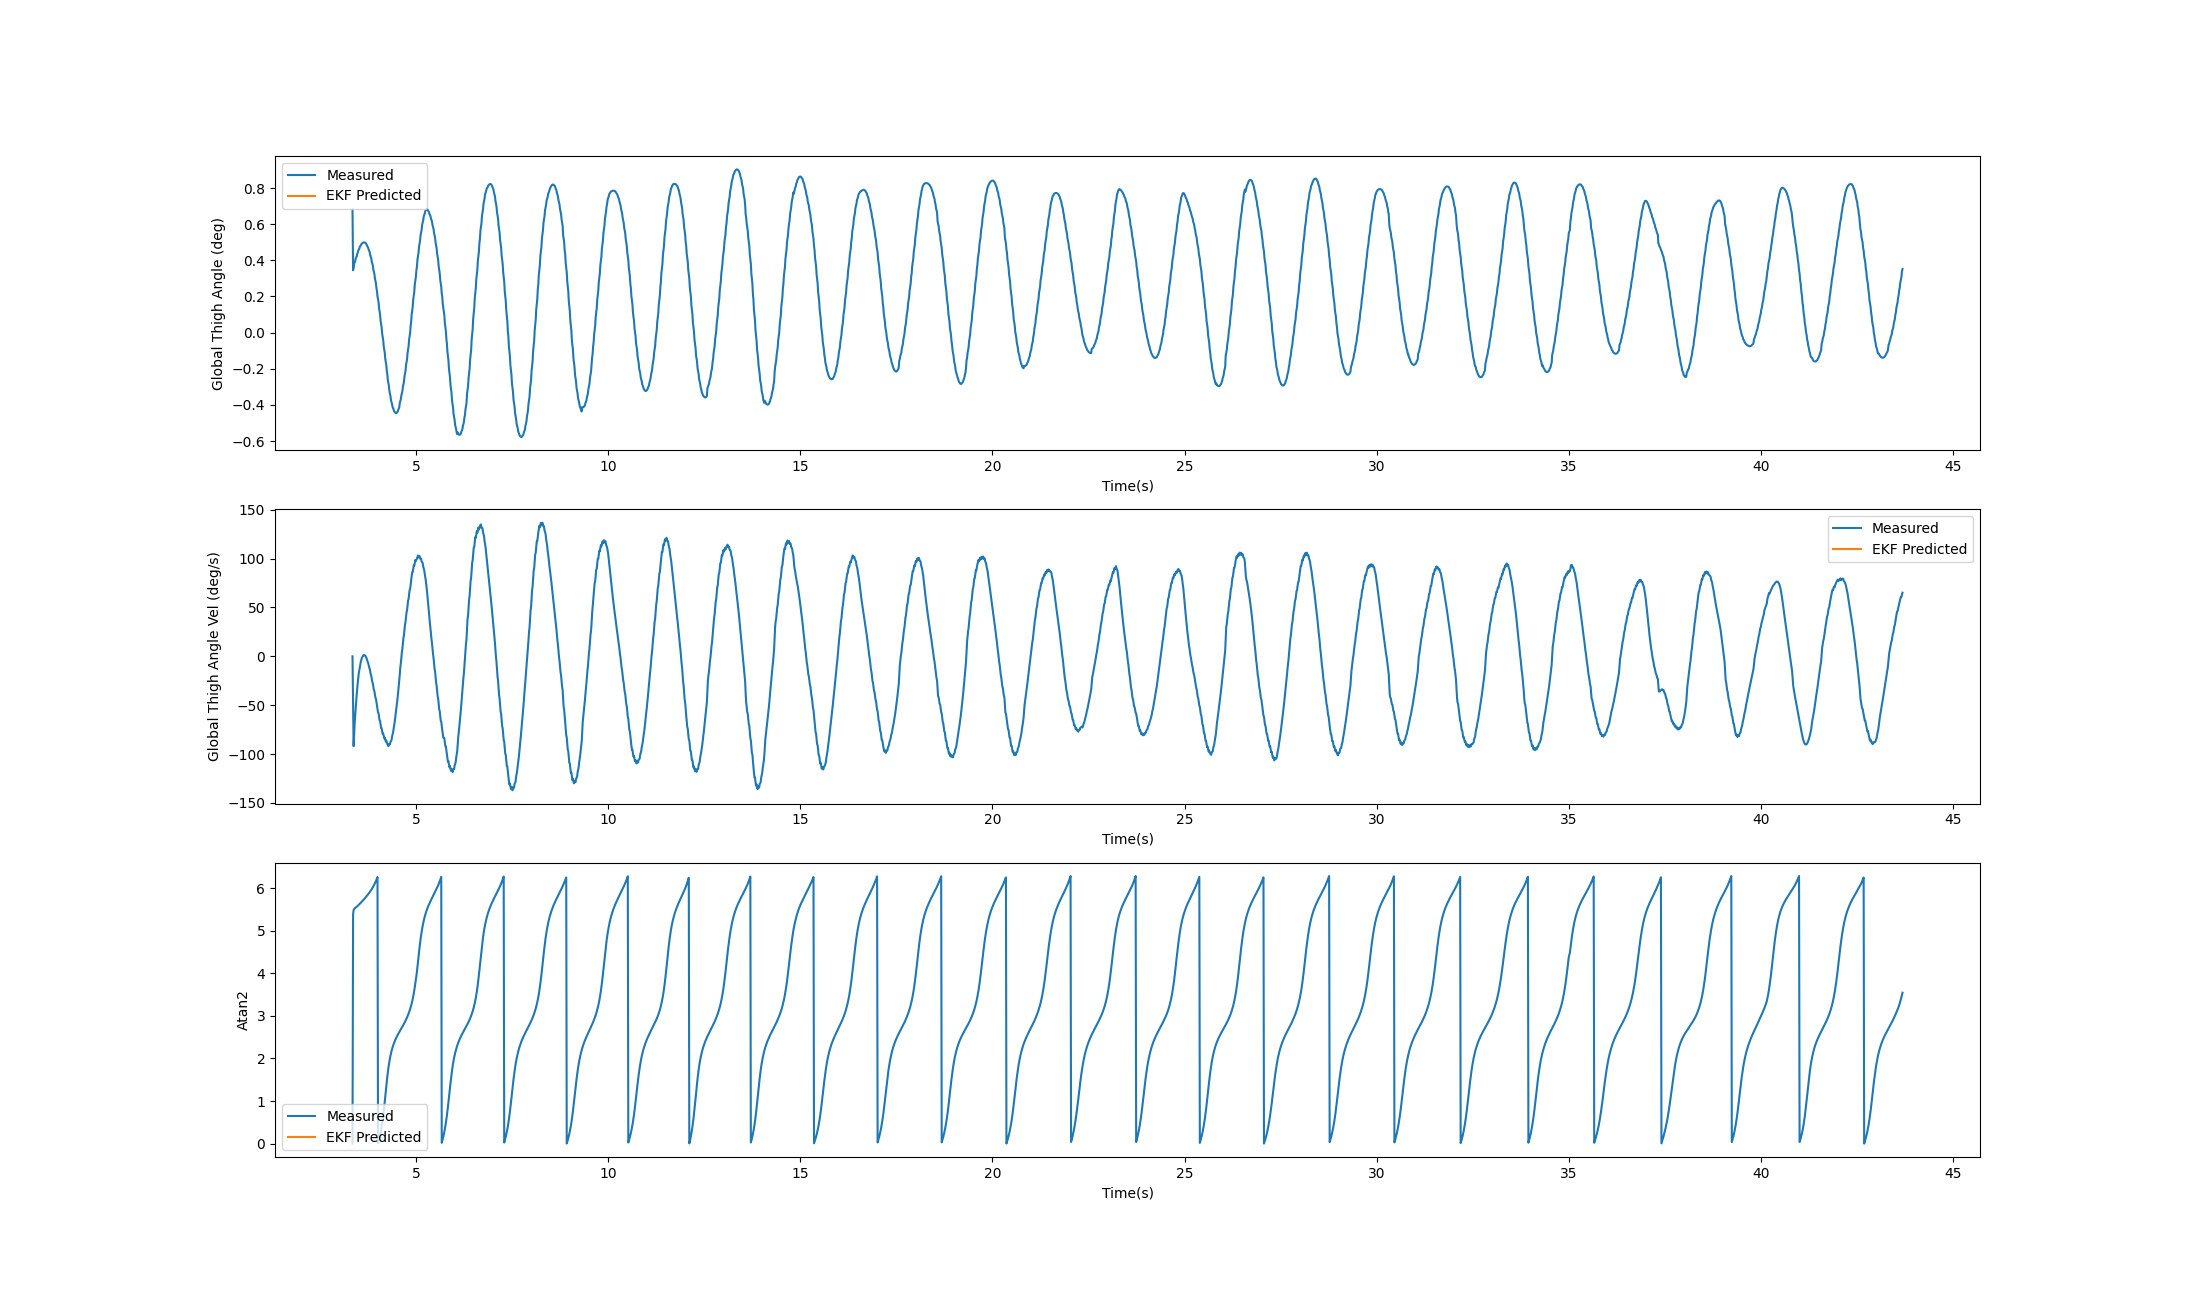 Measured
EKF Predicted
Global Thigh Angle (deg)
0.8
0.6
0.4
0.2
0.0
−0.2
−0.4
−0.6
5 10 15 20 25 30 35 40 45
Time(s)
Measured
EKF Predicted
Global Thigh Angle Vel (deg/s)
150
100
50
0
−50
−100
−150
5 10 15 20 25 30 35 40 45
Time(s)
Atan2
6
5
4
3
2
1
0
Measured
EKF Predicted
5 10 15 20 25 30 35 40 45
Time(s)